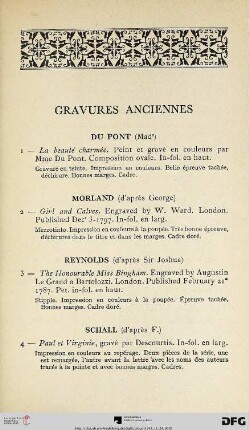 GRAVURES ANCIENNES
DU PONT (Mad⁰)
1 — La beauté charmée. Peint et gravé en couleurs par
Mme Du Pont. Composition ovale. In-fol. en haut.
Gravure en teinte. Impression en couleurs. Belle épreuve tachée,
déchirure. Bonnes marges. Cadre.
MORLAND (d'après George)
2 — Girl and Calves. Engraved by W. Ward. London.
Published Decʳ 3-1797. In-fol. en larg.
Mezzotinto. Impression en couleurs à la poupée. Très bonne épreuve,
déchirures dans le titre et dans les marges. Cadre doré.
REYNOLDS (d'après Sir Joshua)
3 — The Honourable Miss Bingham. Engraved by Augustin
Le Grand a Bartolozzi. London. Published February 21ˢᵗ
1787. Pet. in-fol. en haut.
Stipple. Impression en couleurs à la poupée. Épreuve tachée,
Bonnes marges. Cadre doré.
SCHALL (d'après F.)
4 — Paul et Virginie, gravé par Descourtis. In-fol. en larg.
Impression en couleurs au repérage. Deux pièces de la série, une
est remargée, l'autre avant la lettre avec les noms des auteurs
tracés à la pointe et avec bonnes marges. Cadres.
DFG